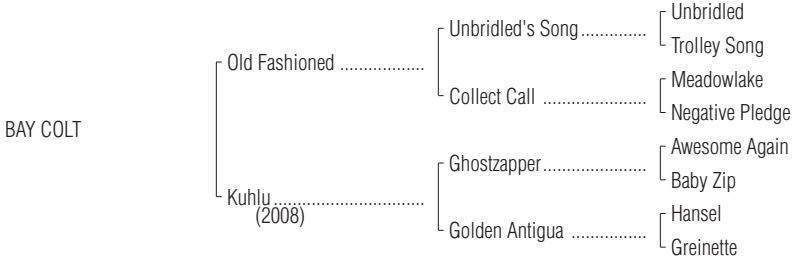 Unbridled
Unbridled's Song..............
Trolley Song
Old Fashioned ..................
Meadowlake
Collect Call ......................
Negative Pledge
BAY COLT
Awesome Again
Ghostzapper......................
Baby Zip
Kuhlu................................
(2008)
Hansel
Golden Antigua ................
Greinette